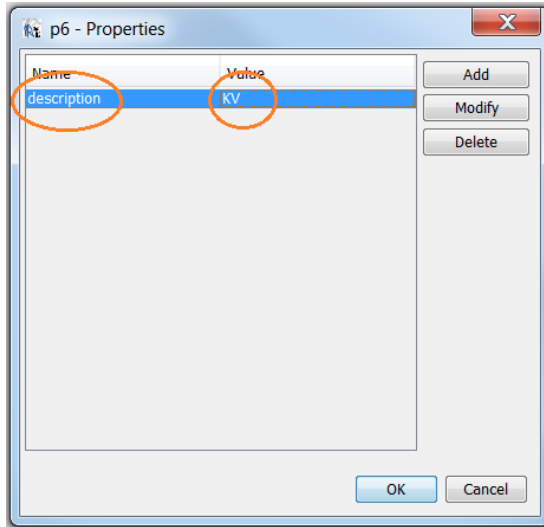 p6 - Properties
Name Value
description KV
Add
Modify
Delete
OK Cancel